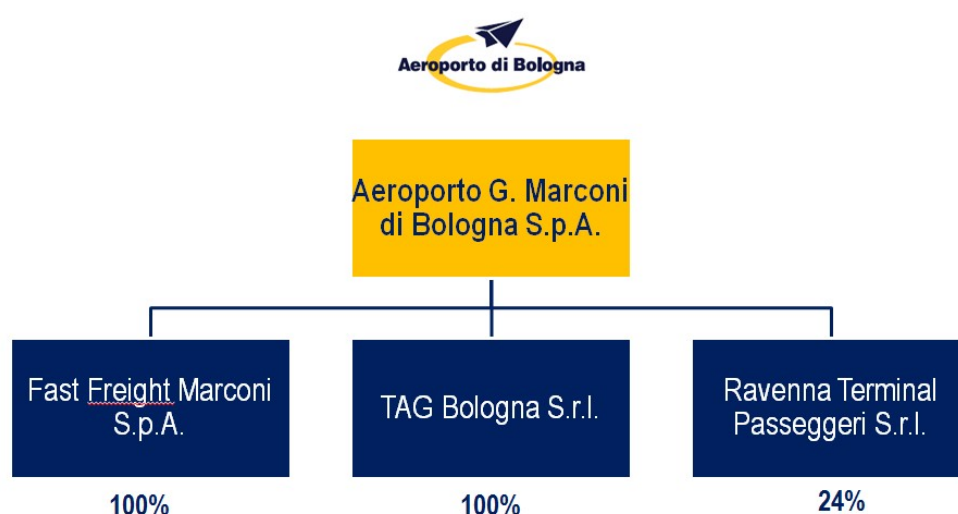 Aeroporto di Bologna
Aeroporto G. Marconi
di Bologna S.p.A.
Fast Freight Marconi
S.p.A.
TAG Bologna S.r.l.
Ravenna Terminal
Passeggeri S.r.l.
100%
100%
24%